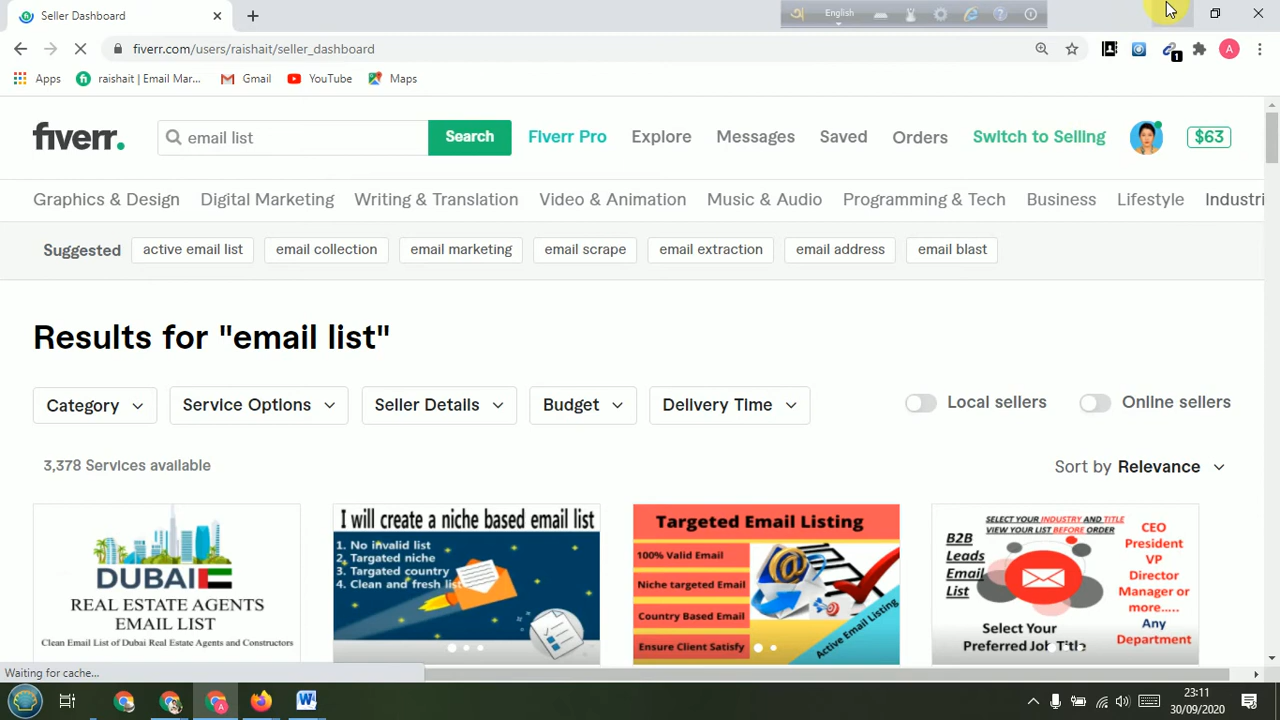 Seller Dashboard
English
fiverr.com/users/raishait/seller_dashboard
1
A
Apps
raishait | Email Mar...
Gmail
YouTube
Maps
fiverr.
email list
Search
Fiverr Pro
Explore
Messages
Saved
Orders
Switch to Selling
$63
Graphics & Design
Digital Marketing
Writing & Translation
Video & Animation
Music & Audio
Programming & Tech
Business
Lifestyle
Industri
Suggested
active email list
email collection
email marketing
email scrape
email extraction
email address
email blast
Results for "email list"
Category
Service Options
Seller Details
Budget
Delivery Time
Local sellers
Online sellers
3,378 Services available
Sort by Relevance
DUBAI
REAL ESTATE AGENTS
EMAIL LIST
Clean Email List of Dubai Real Estate Agents and Constructors
I will create a niche based email list
1. No invalid list
2. Targated niche
3. Targated country
4. Clean and fresh list
Targeted Email Listing
100% Valid Email
Niche targeted Email
Country Based Email
Ensure Client Satisfy
Active Email Listing
SELECT YOUR INDUSTRY AND TITLE
VIEW YOUR LIST BEFORE ORDER
B2B
Leads
Email
List
Select Your
Preferred Job Title
CEO
President
VP
Director
Manager or
more.....
Any
Department
Waiting for cache...
23:11
30/09/2020